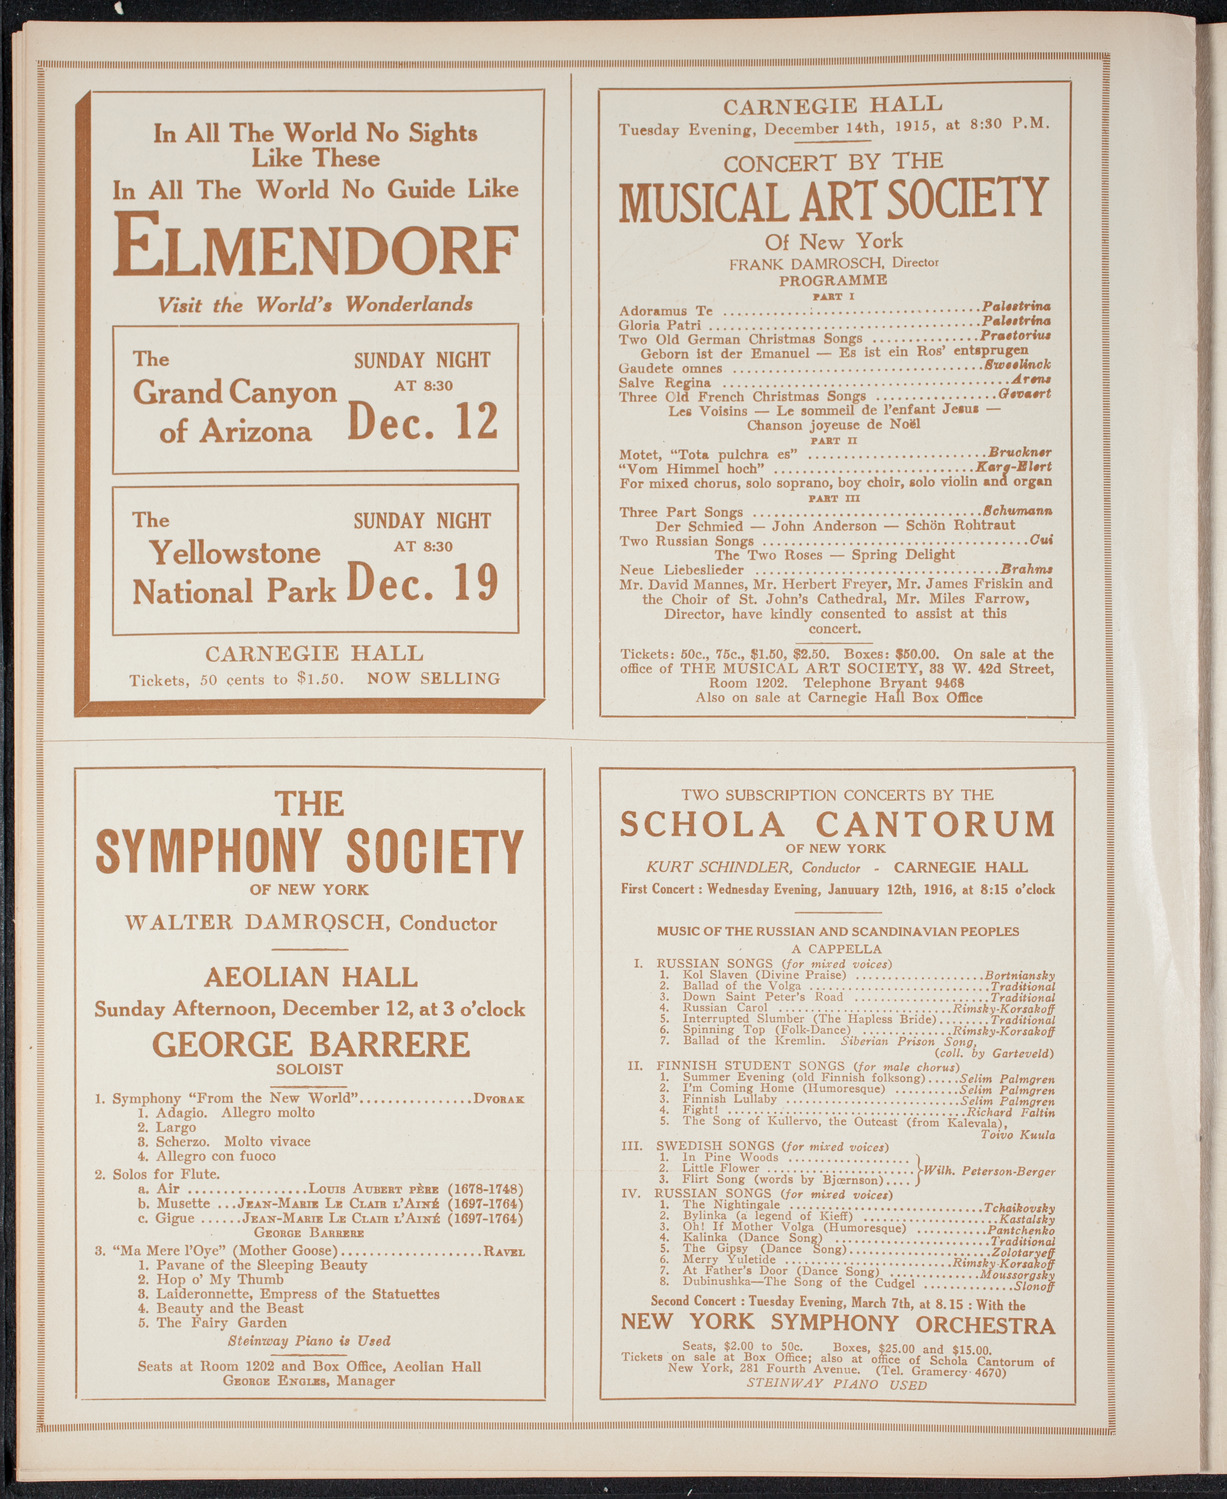 In All The World No Sights
Like These
In All The World No Guide Like
ELMENDORF
Visit the World's Wonderlands
The
Grand Canyon
of Arizona
SUNDAY NIGHT
AT 8:30
Dec. 12
The
Yellowstone
National Park
SUNDAY NIGHT
AT 8:30
Dec. 19
CARNEGIE HALL
Tickets, 50 cents to $1.50. NOW SELLING
CARNEGIE HALL
Tuesday Evening, December 14th, 1915, at 8:30 P.M.
CONCERT BY THE
MUSICAL ART SOCIETY
Of New York
FRANK DAMROSCH, Director
PROGRAMME
PART I
Adoramus Te ..................................Palestrina
Gloria Patri ....................................Palestrina
Two Old German Christmas Songs ..............Praetorius
Geborn ist der Emanuel — Es ist ein Ros' entsprugen
Gaudete omnes .................................Sweelinck
Salve Regina ......................................Arens
Three Old French Christmas Songs ................Gevaert
Les Voisins — Le sommeil de l'enfant Jesus —
Chanson joyeuse de Noël
PART II
Motet, "Tota pulchra es" ........................Bruckner
"Vom Himmel hoch" ...........................Karg-Elert
For mixed chorus, solo soprano, boy choir, solo violin and organ
PART III
Three Part Songs .............................Schumann
Der Schmied — John Anderson — Schön Rohtraut
Two Russian Songs ...................................Cui
The Two Roses — Spring Delight
Neue Liebeslieder ................................Brahms
Mr. David Mannes, Mr. Herbert Freyer, Mr. James Friskin and
the Choir of St. John's Cathedral, Mr. Miles Farrow,
Director, have kindly consented to assist at this
concert.
Tickets: 50c., 75c., $1.50, $2.50. Boxes: $50.00. On sale at the
office of THE MUSICAL ART SOCIETY, 33 W. 42d Street,
Room 1202. Telephone Bryant 9468
Also on sale at Carnegie Hall Box Office
THE
SYMPHONY SOCIETY
OF NEW YORK
WALTER DAMROSCH, Conductor
AEOLIAN HALL
Sunday Afternoon, December 12, at 3 o'clock
GEORGE BARRERE
SOLOIST
1. Symphony "From the New World"................DVORAK
1. Adagio. Allegro molto
2. Largo
3. Scherzo. Molto vivace
4. Allegro con fuoco
2. Solos for Flute.
a. Air ................LOUIS AUBERT PÈRE (1678-1748)
b. Musette ...JEAN-MARIE LE CLAIR L'AINÉ (1697-1764)
c. Gigue ......JEAN-MARIE LE CLAIR L'AINÉ (1697-1764)
GEORGE BARRERE
3. "Ma Mere l'Oye" (Mother Goose)...................RAVEL
1. Pavane of the Sleeping Beauty
2. Hop o' My Thumb
3. Laideronnette, Empress of the Statuettes
4. Beauty and the Beast
5. The Fairy Garden
Steinway Piano is Used
Seats at Room 1202 and Box Office, Aeolian Hall
GEORGE ENGLES, Manager
TWO SUBSCRIPTION CONCERTS BY THE
SCHOLA CANTORUM
OF NEW YORK
KURT SCHINDLER, Conductor - CARNEGIE HALL
First Concert : Wednesday Evening, Janunary 12th, 1916, at 8:15 o'clock
MUSIC OF THE RUSSIAN AND SCANDINAVIAN PEOPLES
A CAPPELLA
I. RUSSIAN SONGS (for mixed voices)
1. Kol Slaven (Divine Praise) ...................Bortniansky
2. Ballad of the Volga ...........................Traditional
3. Down Saint Peter's Road .....................Traditional
4. Russian Carol ..........................Rimsky-Korsakoff
5. Interrupted Slumber (The Hapless Bride)........Traditional
6. Spinning Top (Folk-Dance) ..............Rimsky-Korsakoff
7. Ballad of the Kremlin. Siberian Prison Song,
(coll. by Garteveld)
II. FINNISH STUDENT SONGS (for male chorus)
1. Summer Evening (old Finnish folksong).....Selim Palmgren
2. I'm Coming Home (Humoresque) ..........Selim Palmgren
3. Finnish Lullaby ..........................Selim Palmgren
4. Fight! ....................................Richard Faltin
5. The Song of Kullervo, the Outcast (from Kalevala),
Toivo Kuula
III. SWEDISH SONGS (for mixed voices)
1. In Pine Woods ..................
2. Little Flower ......................Wilh. Peterson-Berger
3. Flirt Song (words by Bjœrnson)....
IV. RUSSIAN SONGS (for mixed voices)
1. The Nightingale .............................Tchaikovsky
2. Bylinka (a legend of Kieff) .....................Kastalsky
3. Oh! If Mother Volga (Humoresque) ..........Pantchenko
4. Kalinka (Dance Song) ........................Traditional
5. The Gipsy (Dance Song)......................Zolotaryeff
6. Merry Yuletide .........................Rimsky-Korsakoff
7. At Father's Door (Dance Song) .............Moussorgsky
8. Dubinushka—The Song of the Cudgel ..............Slonoff
Second Concert : Tuesday Evening, March 7th, at 8.15 : With the
NEW YORK SYMPHONY ORCHESTRA
Seats, $2.00 to 50c. Boxes, $25.00 and $15.00.
Tickets on sale at Box Office; also at office of Schola Cantorum of
New York, 281 Fourth Avenue. (Tel. Gramercy 4670)
STEINWAY PIANO USED